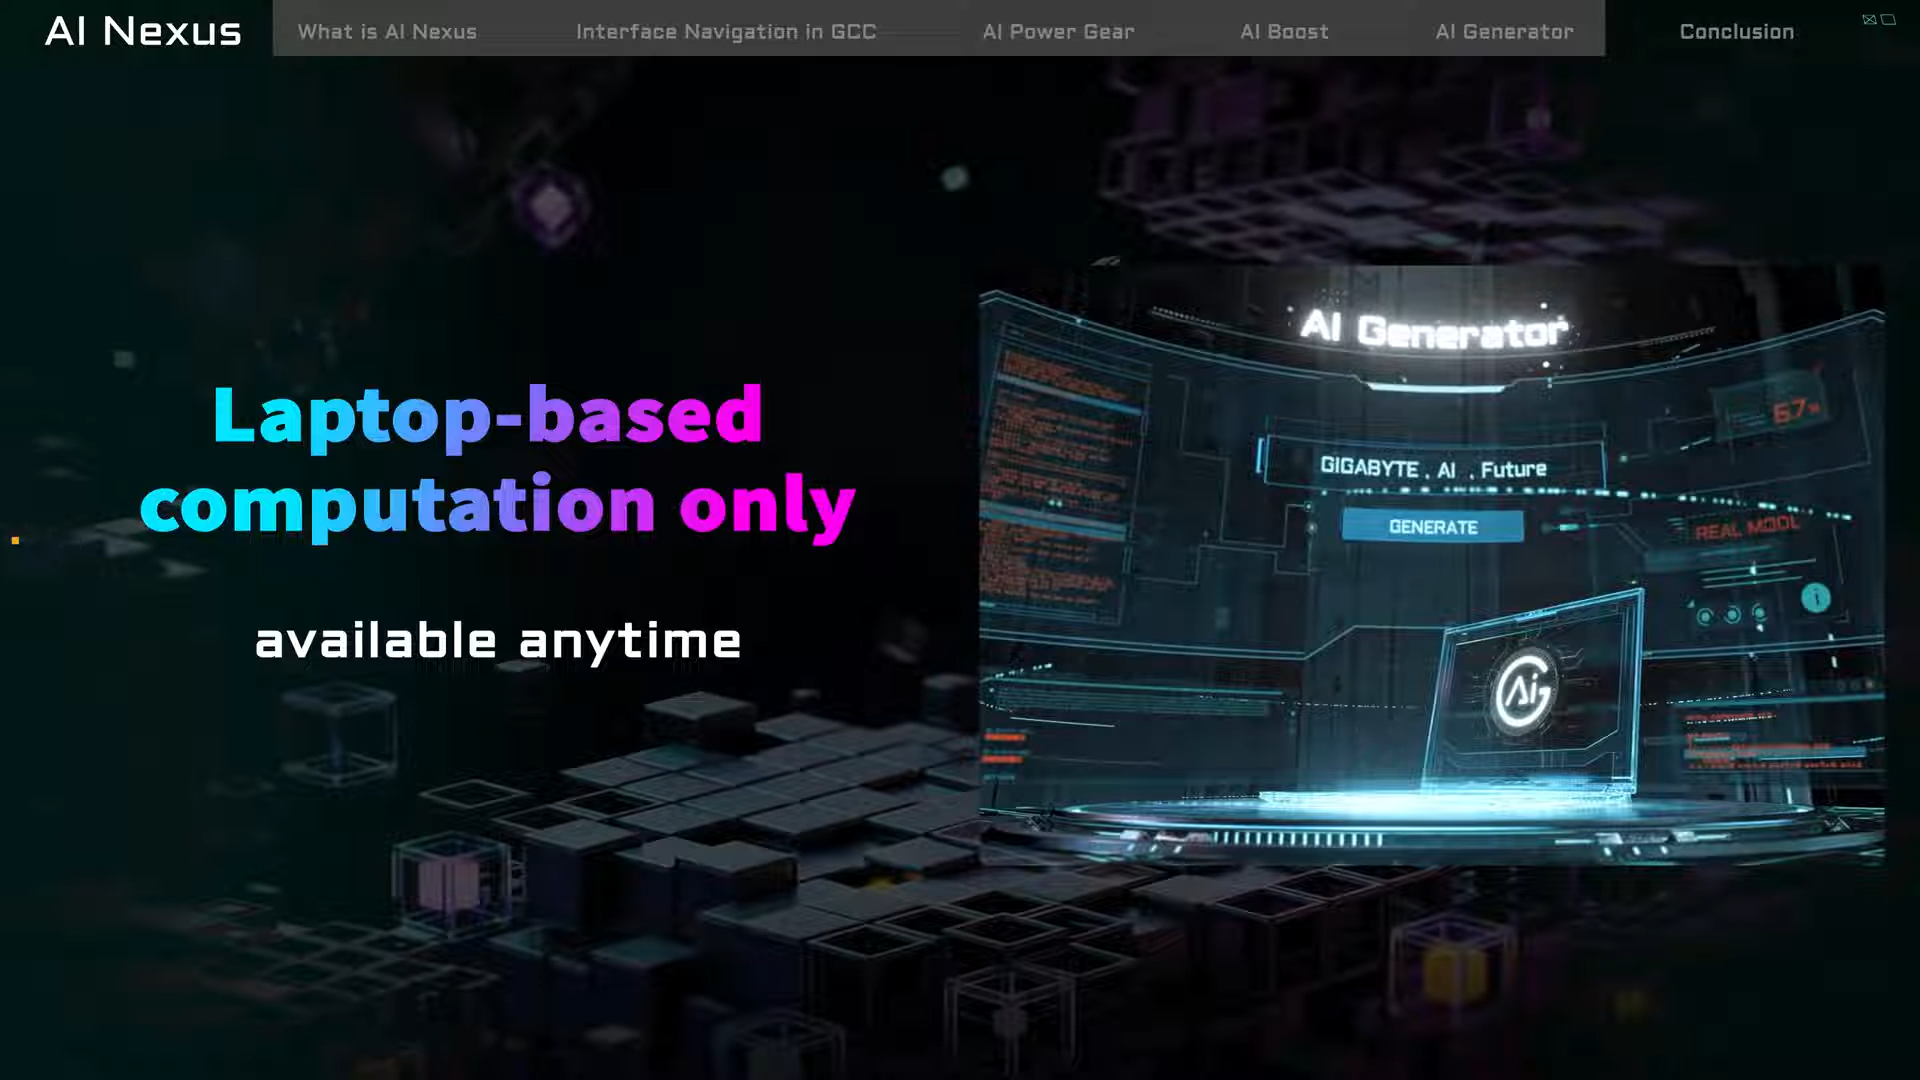 AI Nexus
What is AI Nexus
Interface Navigation in GCC
AI Power Gear
AI Boost
AI Generator
Conclusion
AI Generator
GIGABYTE , AI , Future
GENERATE
REAL MODL
Ai
Laptop-based
computation only
available anytime